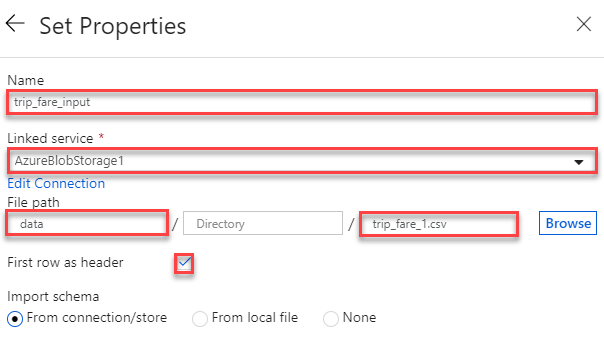 Set Properties
Name
trip_fare_input
Linked service *
AzureBlobStorage1
Edit Connection
File path
data / Directory / trip_fare_1.csv Browse
First row as header
Import schema
From connection/store From local file None